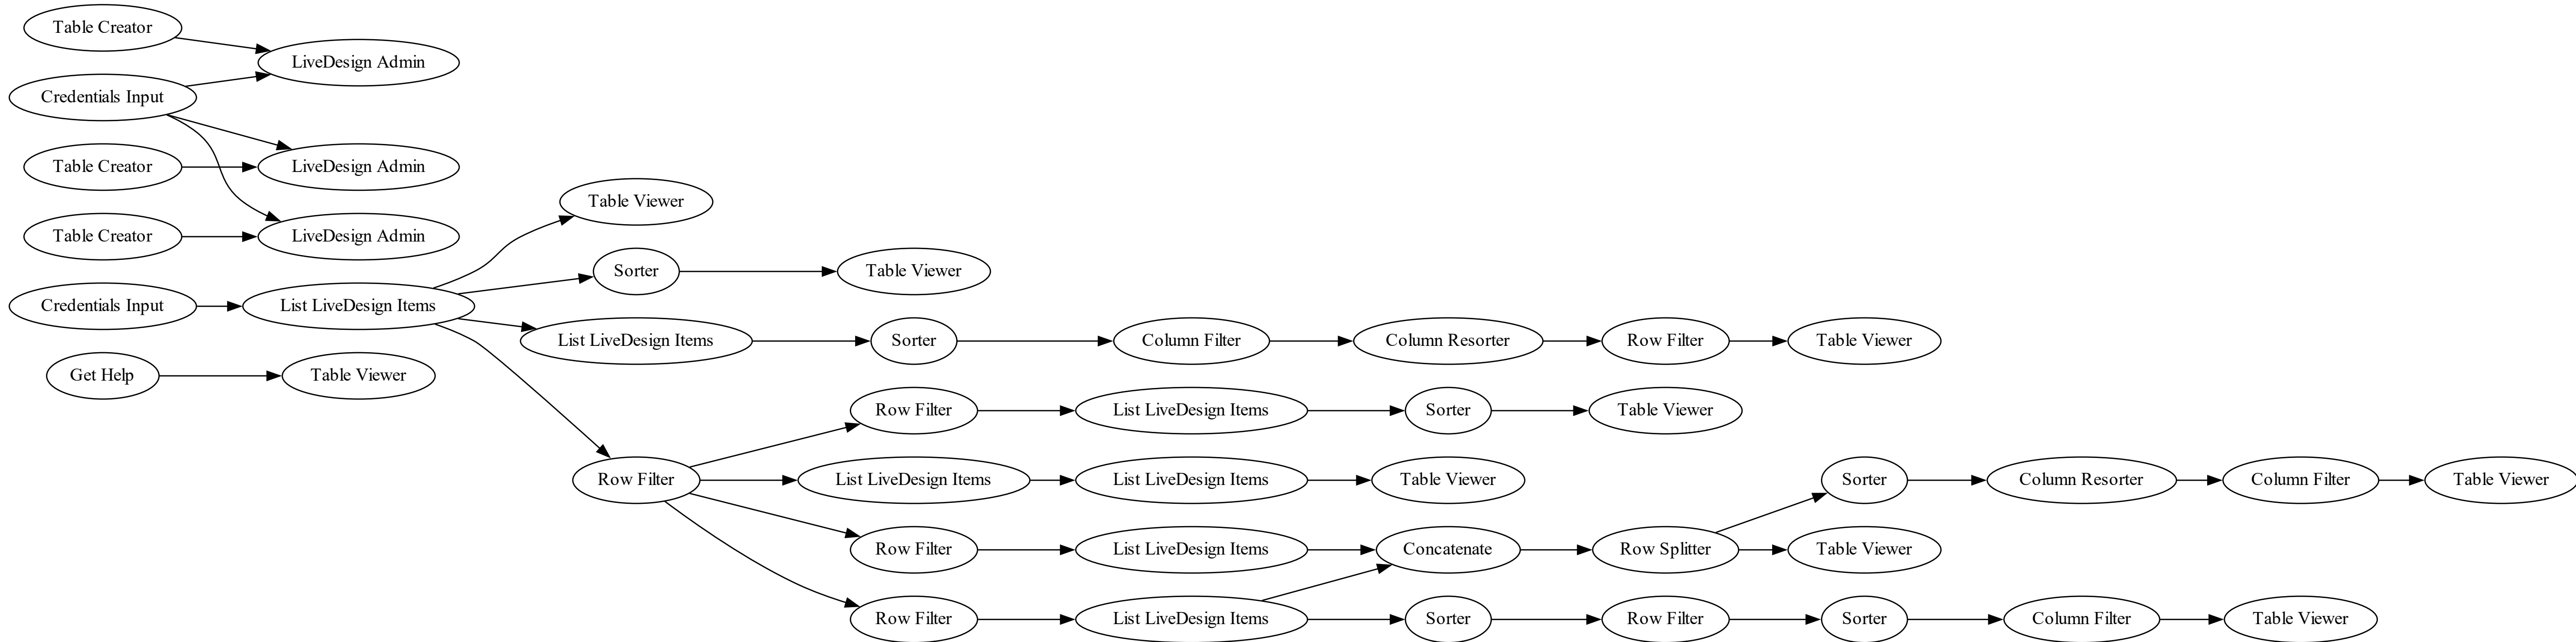 Table Creator
LiveDesign Admin
Credentials Input
Table Creator
LiveDesign Admin
Table Viewer
Table Creator
LiveDesign Admin
Sorter
Table Viewer
Credentials Input
List LiveDesign Items
List LiveDesign Items
Sorter
Column Filter
Column Resorter
Row Filter
Table Viewer
Get Help
Table Viewer
Row Filter
List LiveDesign Items
Sorter
Table Viewer
Row Filter
List LiveDesign Items
List LiveDesign Items
Table Viewer
Sorter
Column Resorter
Column Filter
Table Viewer
Row Filter
List LiveDesign Items
Concatenate
Row Splitter
Table Viewer
Row Filter
List LiveDesign Items
Sorter
Row Filter
Sorter
Column Filter
Table Viewer